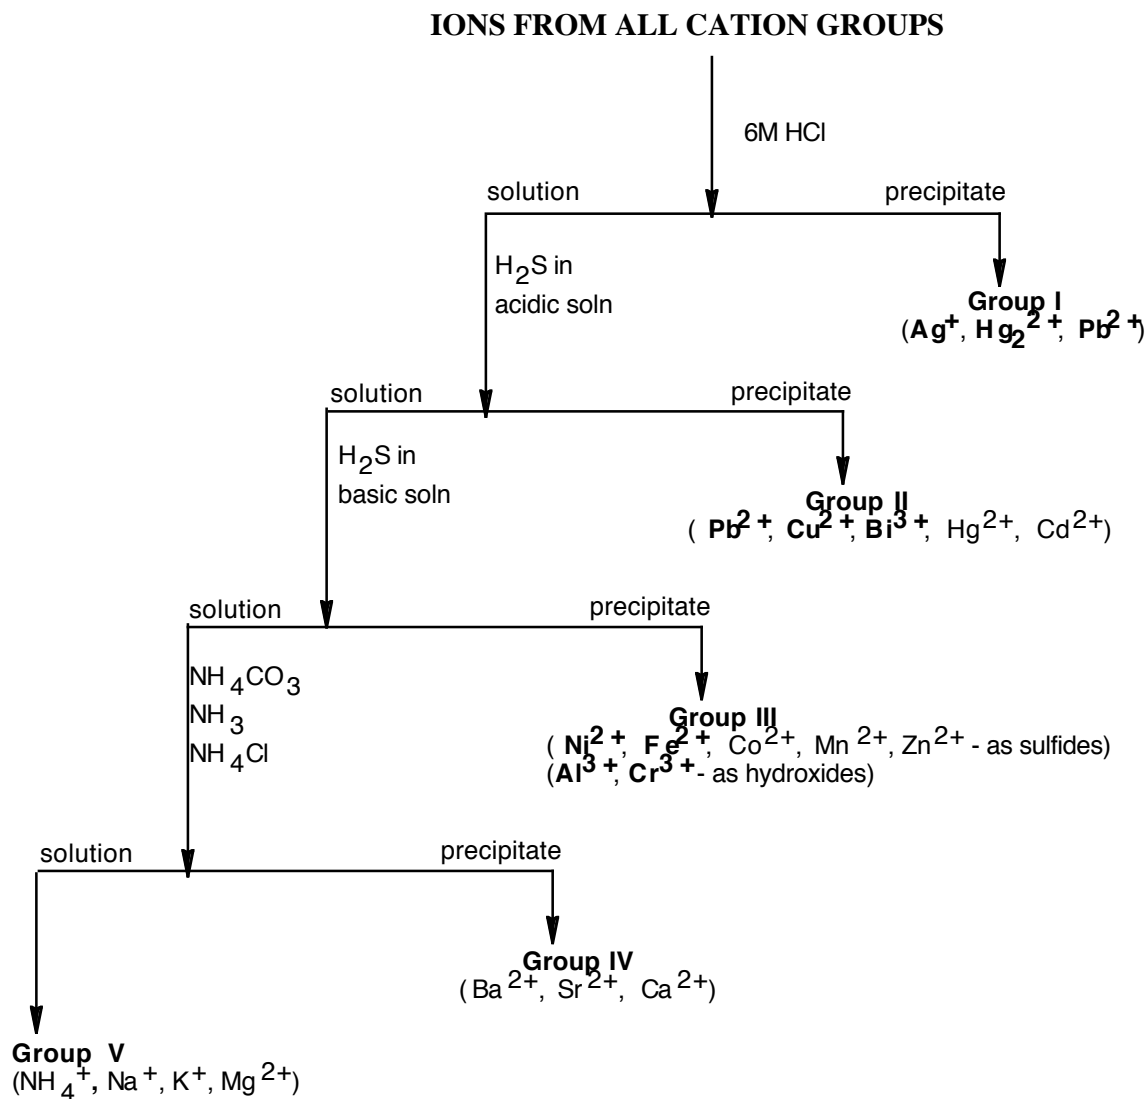 IONS FROM ALL CATION GROUPS
6M HCl
solution
precipitate
H2S in
acidic soln
Group I
(Ag+, Hg2 2+, Pb2+)
solution
precipitate
H2S in
basic soln
Group II
( Pb2+, Cu2+, Bi3+, Hg2+, Cd2+)
solution
precipitate
NH4CO3
NH3
NH4Cl
Group III
( Ni2+, Fe2+, Co2+, Mn2+, Zn2+ - as sulfides)
(Al3+, Cr3+ - as hydroxides)
solution
precipitate
Group IV
( Ba2+, Sr2+, Ca2+)
Group V
(NH4+, Na+, K+, Mg2+)